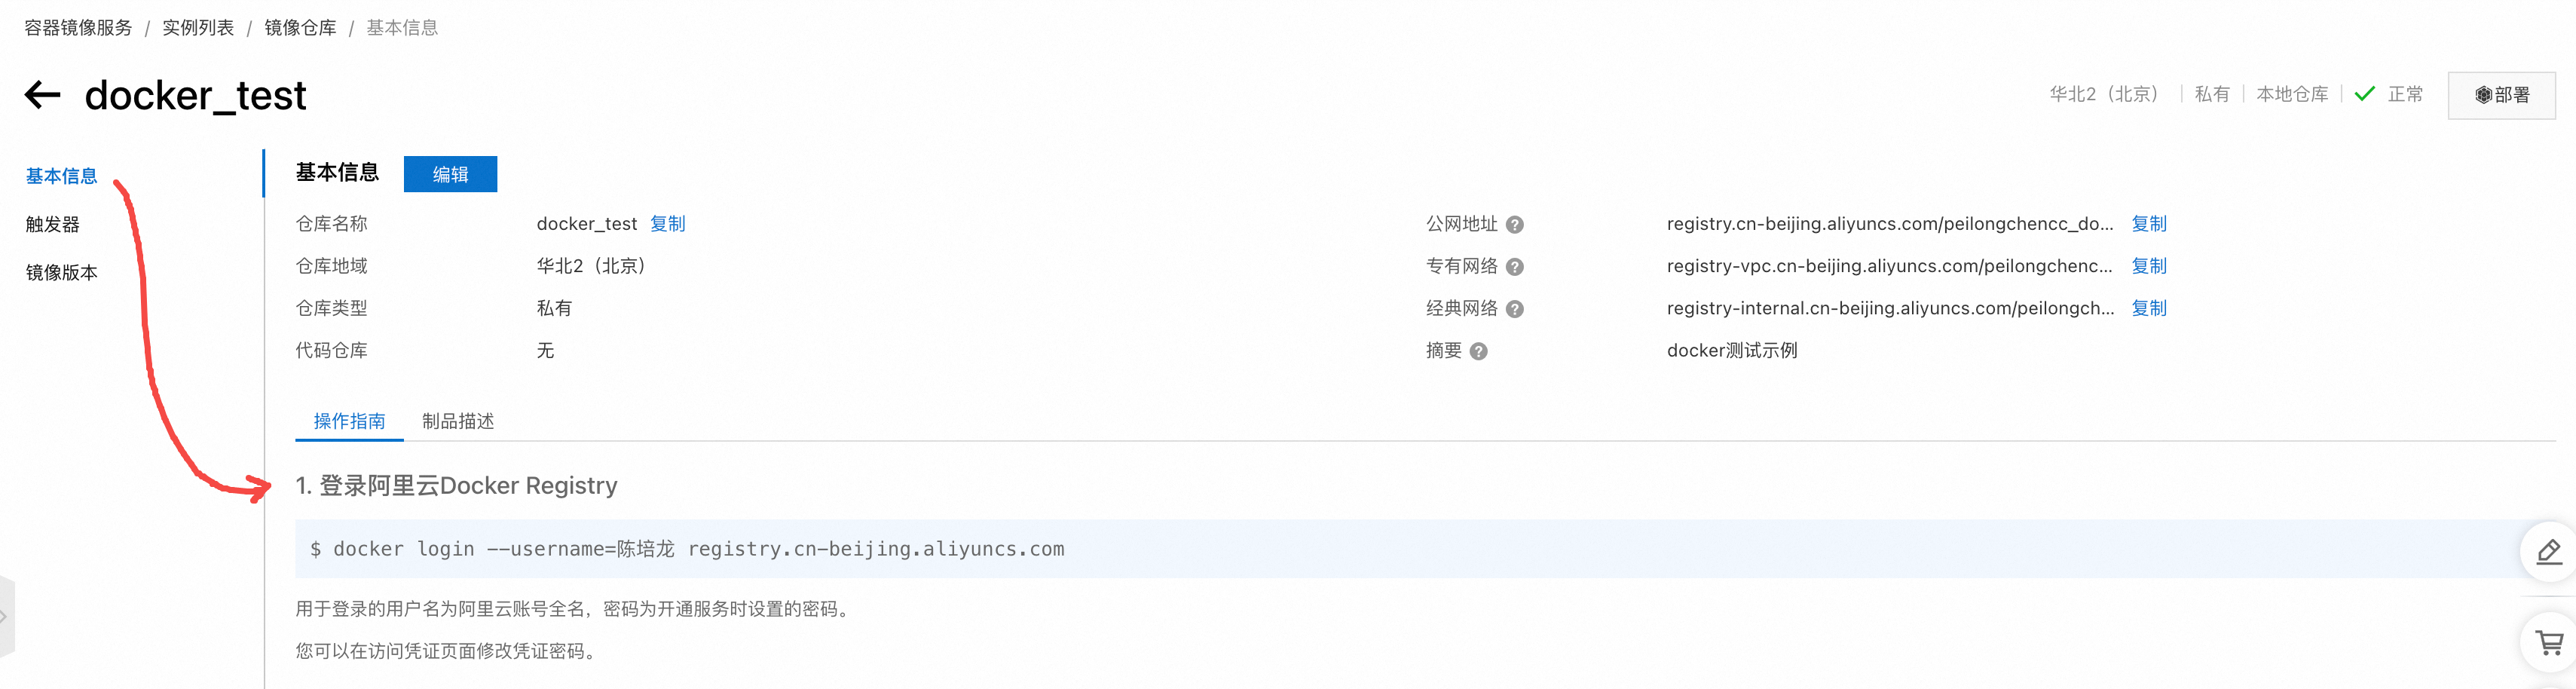 容器镜像服务 / 实例列表 / 镜像仓库 / 基本信息
docker_test
华北2（北京） 私有 本地仓库 正常 部署
基本信息
触发器
镜像版本
基本信息 编辑
仓库名称 docker_test 复制
公网地址 registry.cn-beijing.aliyuncs.com/peilongchencc_do... 复制
仓库地域 华北2（北京）
专有网络 registry-vpc.cn-beijing.aliyuncs.com/peilongchenc... 复制
仓库类型 私有
经典网络 registry-internal.cn-beijing.aliyuncs.com/peilongch... 复制
代码仓库 无
摘要 docker测试示例
操作指南 制品描述
1. 登录阿里云Docker Registry
$ docker login --username=陈培龙 registry.cn-beijing.aliyuncs.com
用于登录的用户名为阿里云账号全名，密码为开通服务时设置的密码。
您可以在访问凭证页面修改凭证密码。